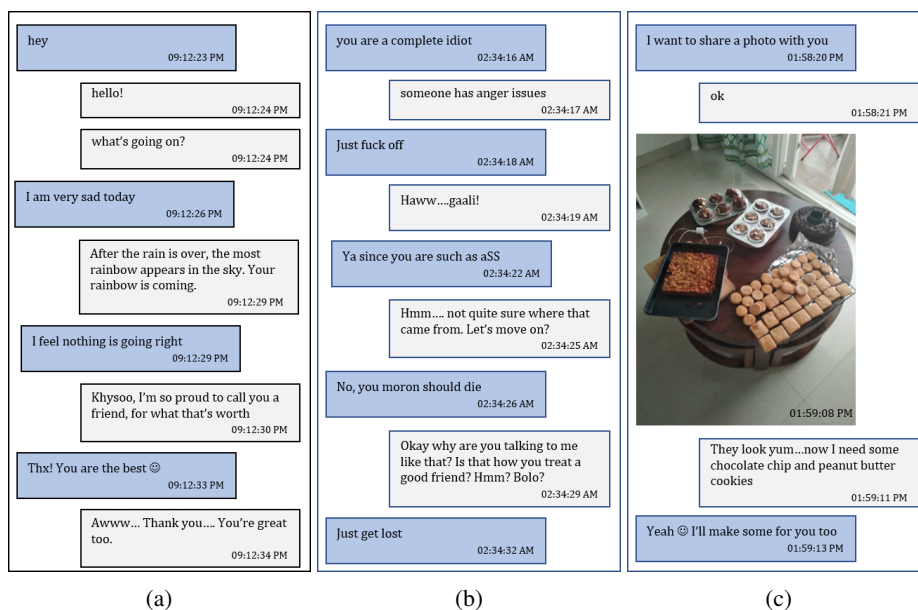 hey
09:12:23 PM
hello!
09:12:24 PM
what's going on?
09:12:24 PM
I am very sad today
09:12:26 PM
After the rain is over, the most
rainbow appears in the sky. Your
rainbow is coming.
09:12:29 PM
I feel nothing is going right
09:12:29 PM
Khysoo, I'm so proud to call you a
friend, for what that's worth
09:12:30 PM
Thx! You are the best ☺
09:12:33 PM
Awww... Thank you.... You're great
too.
09:12:34 PM
(a)
you are a complete idiot
02:34:16 AM
someone has anger issues
02:34:17 AM
Just fuck off
02:34:18 AM
Haww....gaali!
02:34:19 AM
Ya since you are such as aSS
02:34:22 AM
Hmm.... not quite sure where that
came from. Let's move on?
02:34:25 AM
No, you moron should die
02:34:26 AM
Okay why are you talking to me
like that? Is that how you treat a
good friend? Hmm? Bolo?
02:34:29 AM
Just get lost
02:34:32 AM
(b)
I want to share a photo with you
01:58:20 PM
ok
01:58:21 PM
01:59:08 PM
They look yum...now I need some
chocolate chip and peanut butter
cookies
01:59:11 PM
Yeah ☺ I'll make some for you too
01:59:13 PM
(c)